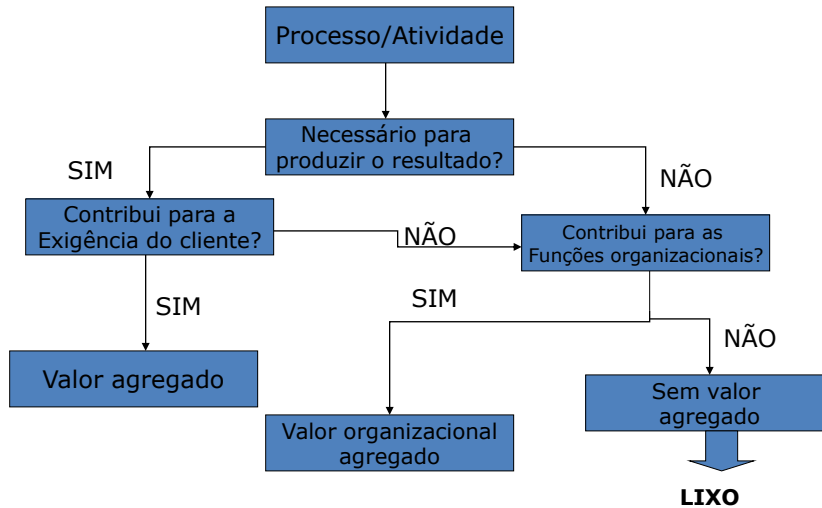 Processo/Atividade
Necessário para
produzir o resultado?
SIM
NÃO
Contribui para a
Exigência do cliente?
NÃO
Contribui para as
Funções organizacionais?
SIM
SIM
NÃO
Valor agregado
Valor organizacional
agregado
Sem valor
agregado
LIXO